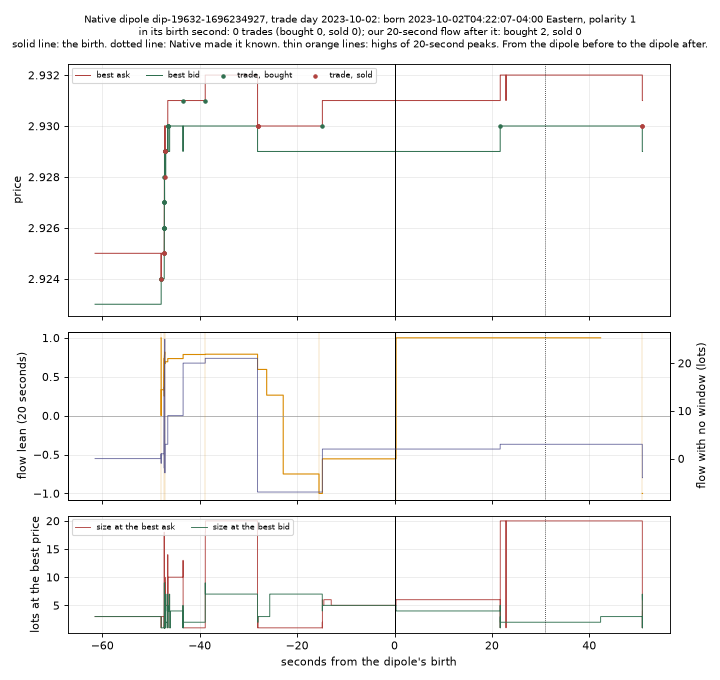 Native dipole dip-19632-1696234927, trade day 2023-10-02: born 2023-10-02T04:22:07-04:00 Eastern, polarity 1
in its birth second: 0 trades (bought 0, sold 0); our 20-second flow after it: bought 2, sold 0
solid line: the birth. dotted line: Native made it known. thin orange lines: highs of 20-second peaks. From the dipole before to the dipole after.
best ask best bid trade, bought trade, sold
2.932
2.930
2.928
2.926
2.924
price
1.0
0.5
0.0
−0.5
−1.0
flow lean (20 seconds)
20
10
0
flow with no window (lots)
size at the best ask size at the best bid
20
15
10
5
lots at the best price
−60 −40 −20 0 20 40
seconds from the dipole's birth